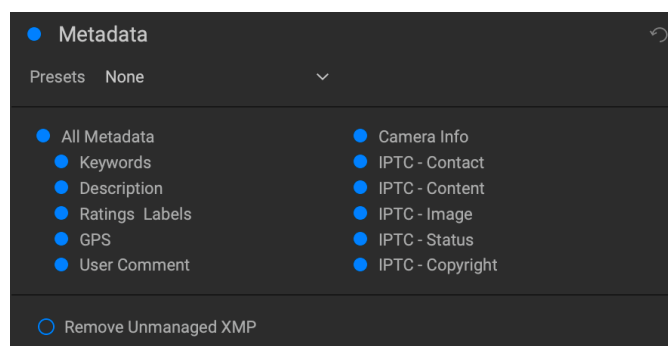 Metadata
Presets None
All Metadata
Keywords
Description
Ratings Labels
GPS
User Comment
Camera Info
IPTC - Contact
IPTC - Content
IPTC - Image
IPTC - Status
IPTC - Copyright
Remove Unmanaged XMP